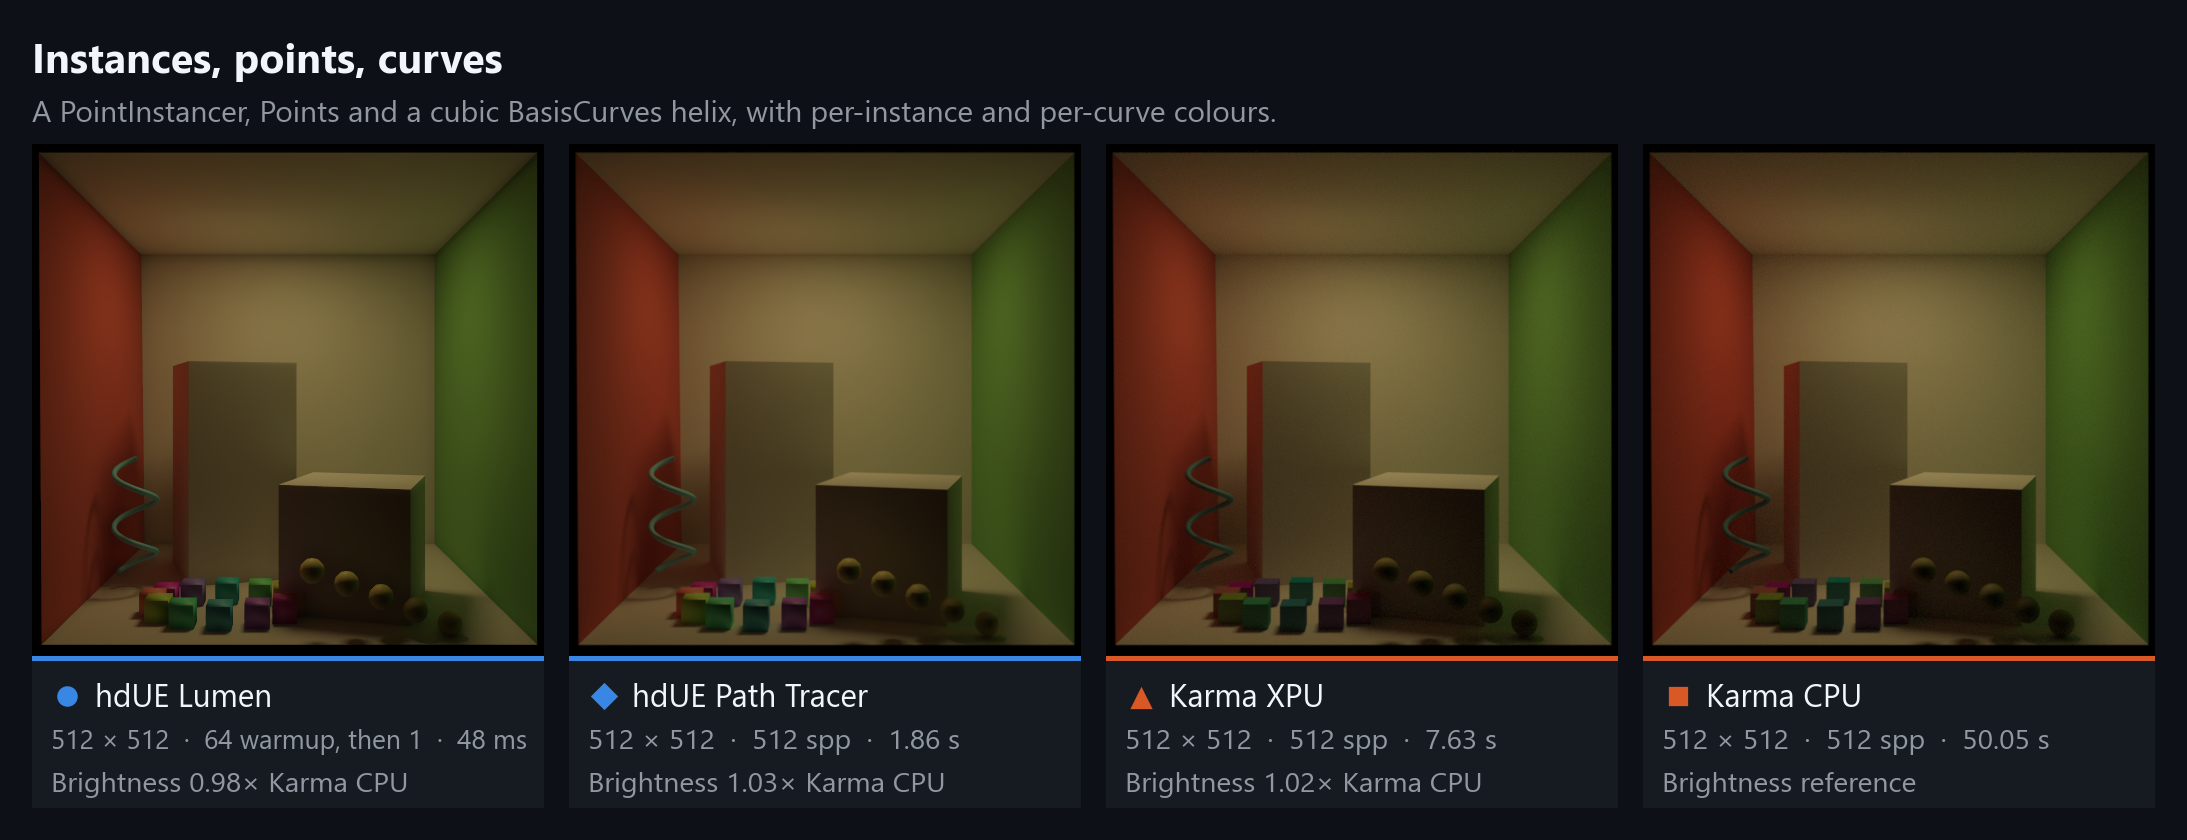 Instances, points, curves
A PointInstancer, Points and a cubic BasisCurves helix, with per-instance and per-curve colours.
hdUE Lumen
512 × 512 · 64 warmup, then 1 · 48 ms
Brightness 0.98× Karma CPU
hdUE Path Tracer
512 × 512 · 512 spp · 1.86 s
Brightness 1.03× Karma CPU
Karma XPU
512 × 512 · 512 spp · 7.63 s
Brightness 1.02× Karma CPU
Karma CPU
512 × 512 · 512 spp · 50.05 s
Brightness reference